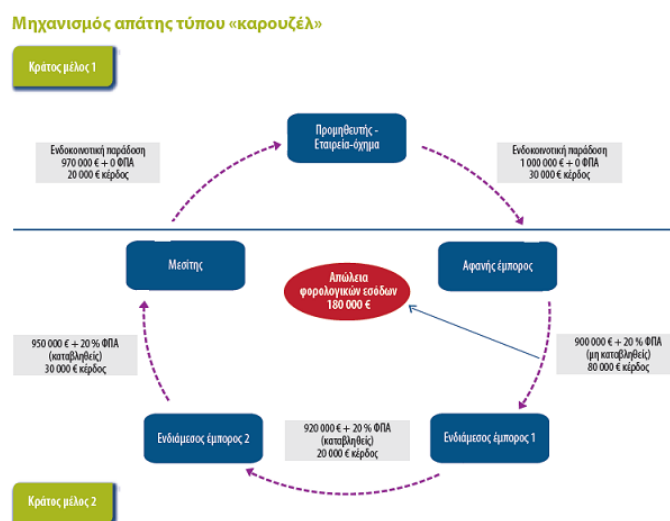 Μηχανισμός απάτης τύπου «καρουζέλ»
Κράτος μέλος 1
Προμηθευτής -
Εταιρεία-όχημα
Ενδοκοινοτική παράδοση
970 000 € + 0 ΦΠΑ
20 000 € κέρδος
Ενδοκοινοτική παράδοση
1 000 000 € + 0 ΦΠΑ
30 000 € κέρδος
Μεσίτης
Απώλεια
φορολογικών εσόδων
180 000 €
Αφανής έμπορος
950 000 € + 20 % ΦΠΑ
(καταβληθείς)
30 000 € κέρδος
900 000 € + 20 % ΦΠΑ
(μη καταβληθείς)
80 000 € κέρδος
Ενδιάμεσος έμπορος 2
920 000 € + 20 % ΦΠΑ
(καταβληθείς)
20 000 € κέρδος
Ενδιάμεσος έμπορος 1
Κράτος μέλος 2